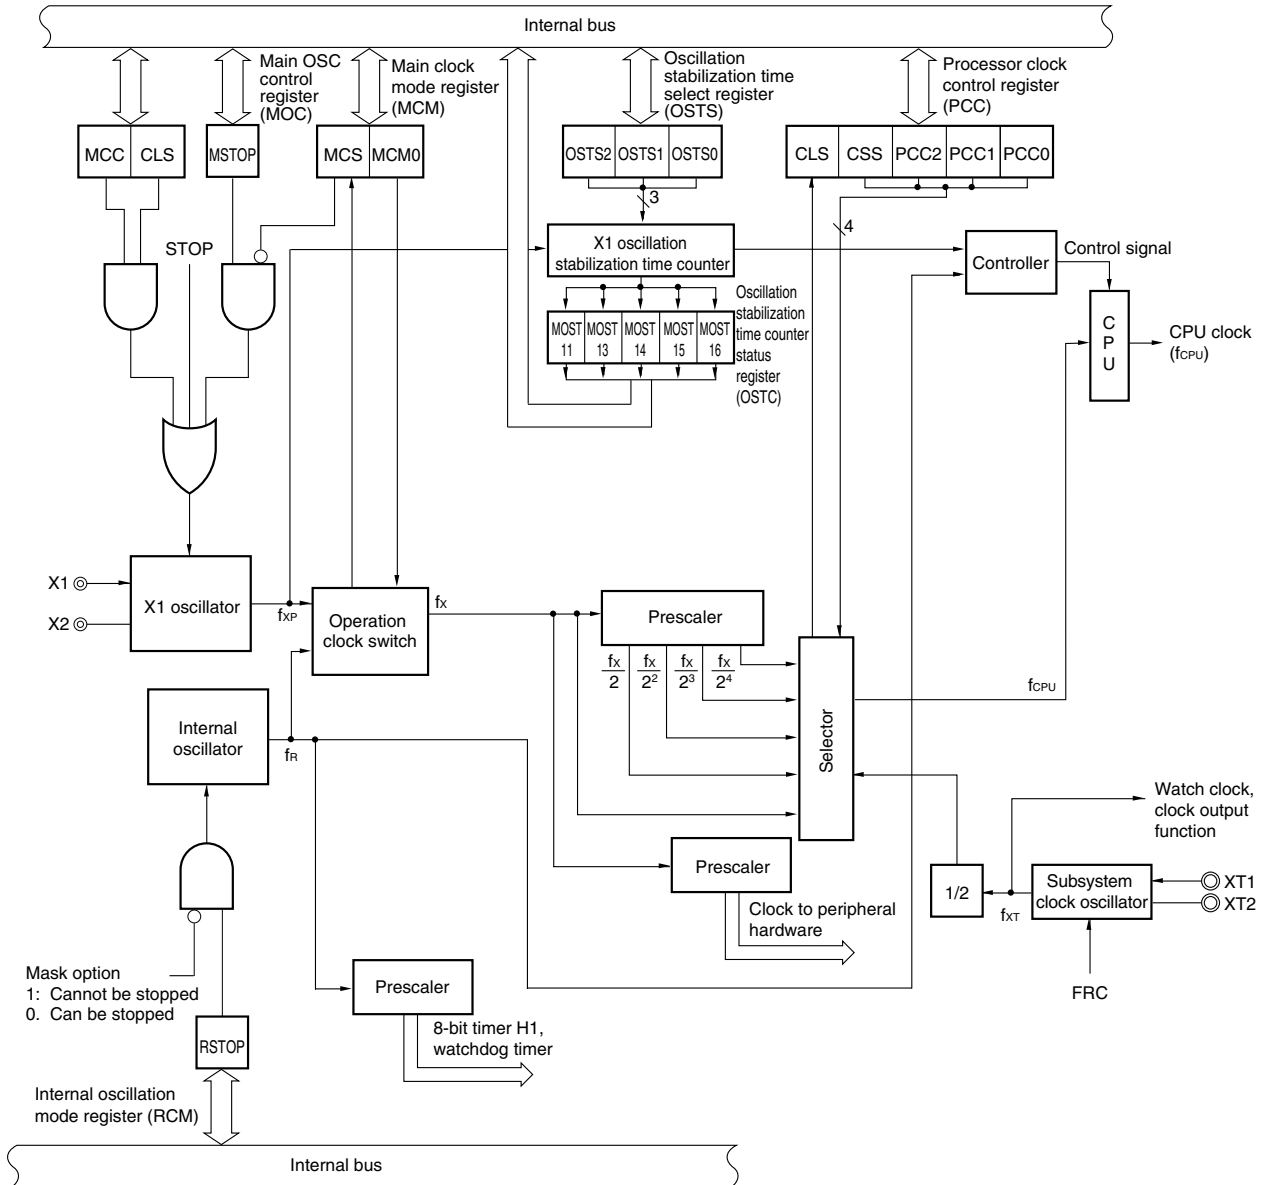 Internal bus
Main OSC
control
register
(MOC)
Main clock
mode register
(MCM)
Oscillation
stabilization time
select register
(OSTS)
Processor clock
control register
(PCC)
MCC CLS
MSTOP
MCS MCM0
OSTS2 OSTS1 OSTS0
CLS CSS PCC2 PCC1 PCC0
3
4
STOP
X1 oscillation
stabilization time counter
Controller
Control signal
MOST 11
MOST 13
MOST 14
MOST 15
MOST 16
Oscillation
stabilization
time counter
status
register
(OSTC)
CPU
CPU clock
(fCPU)
X1
X2
X1 oscillator
fXP
Operation
clock switch
fX
Prescaler
fX/2 fX/2² fX/2³ fX/2⁴
Selector
fCPU
Internal
oscillator
fR
Watch clock,
clock output
function
Prescaler
1/2
fXT
Subsystem
clock oscillator
XT1
XT2
Clock to peripheral
hardware
FRC
Mask option
1: Cannot be stopped
0. Can be stopped
Prescaler
8-bit timer H1,
watchdog timer
RSTOP
Internal oscillation
mode register (RCM)
Internal bus